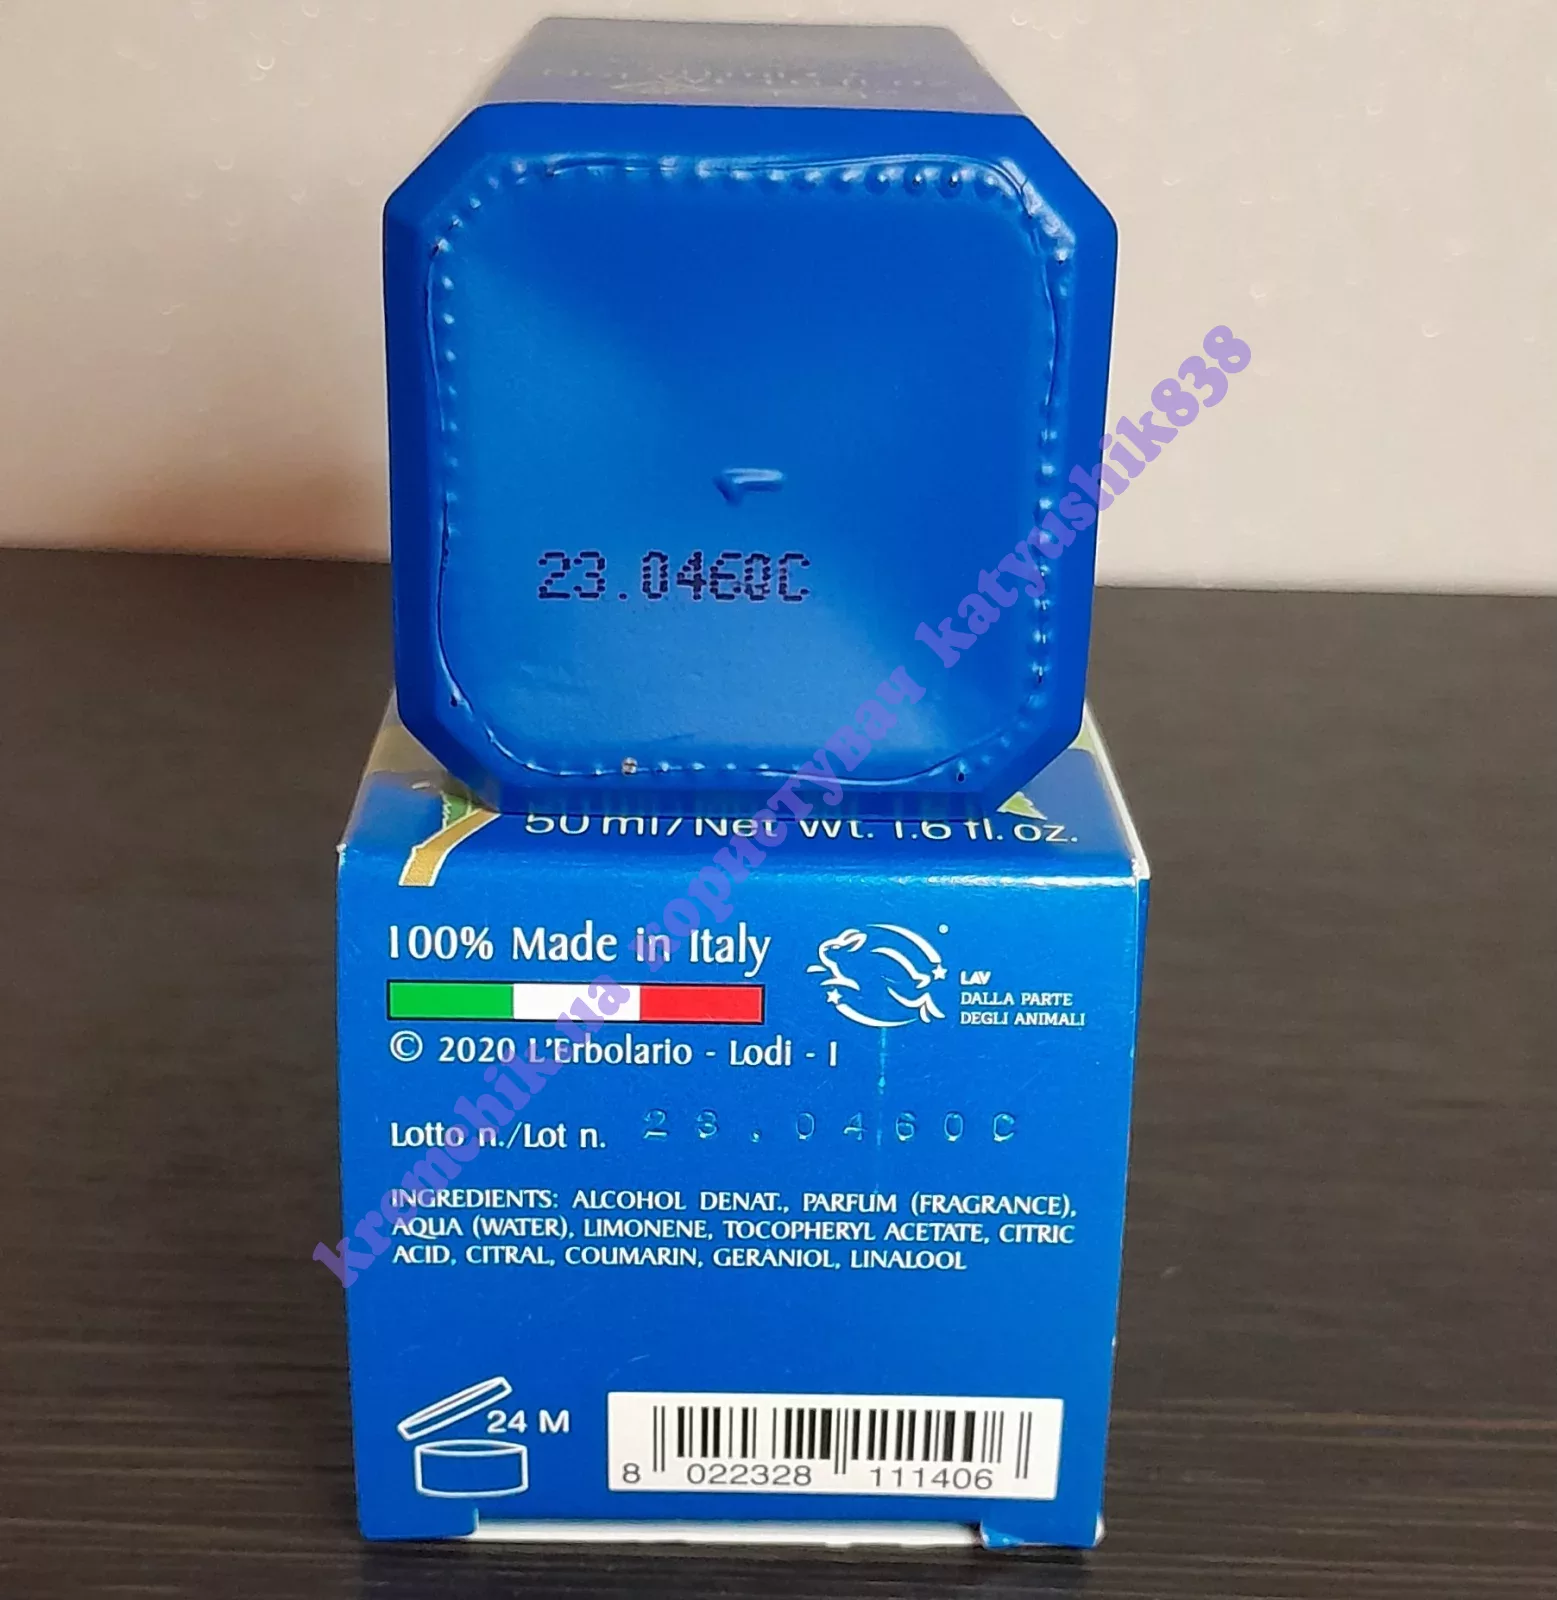 23.0460C
50 ml/Net Wt. 1.6 fl. oz.
100% Made in Italy
LAV
DALLA PARTE
DEGLI ANIMALI
© 2020 L'Erbolario - Lodi - I
Lotto n./Lot n. 23.0460C
INGREDIENTS: ALCOHOL DENAT., PARFUM (FRAGRANCE),
AQUA (WATER), LIMONENE, TOCOPHERYL ACETATE, CITRIC
ACID, CITRAL, COUMARIN, GERANIOL, LINALOOL
24 M
8 022328 111406
kremchik.ua користувач katyushik838